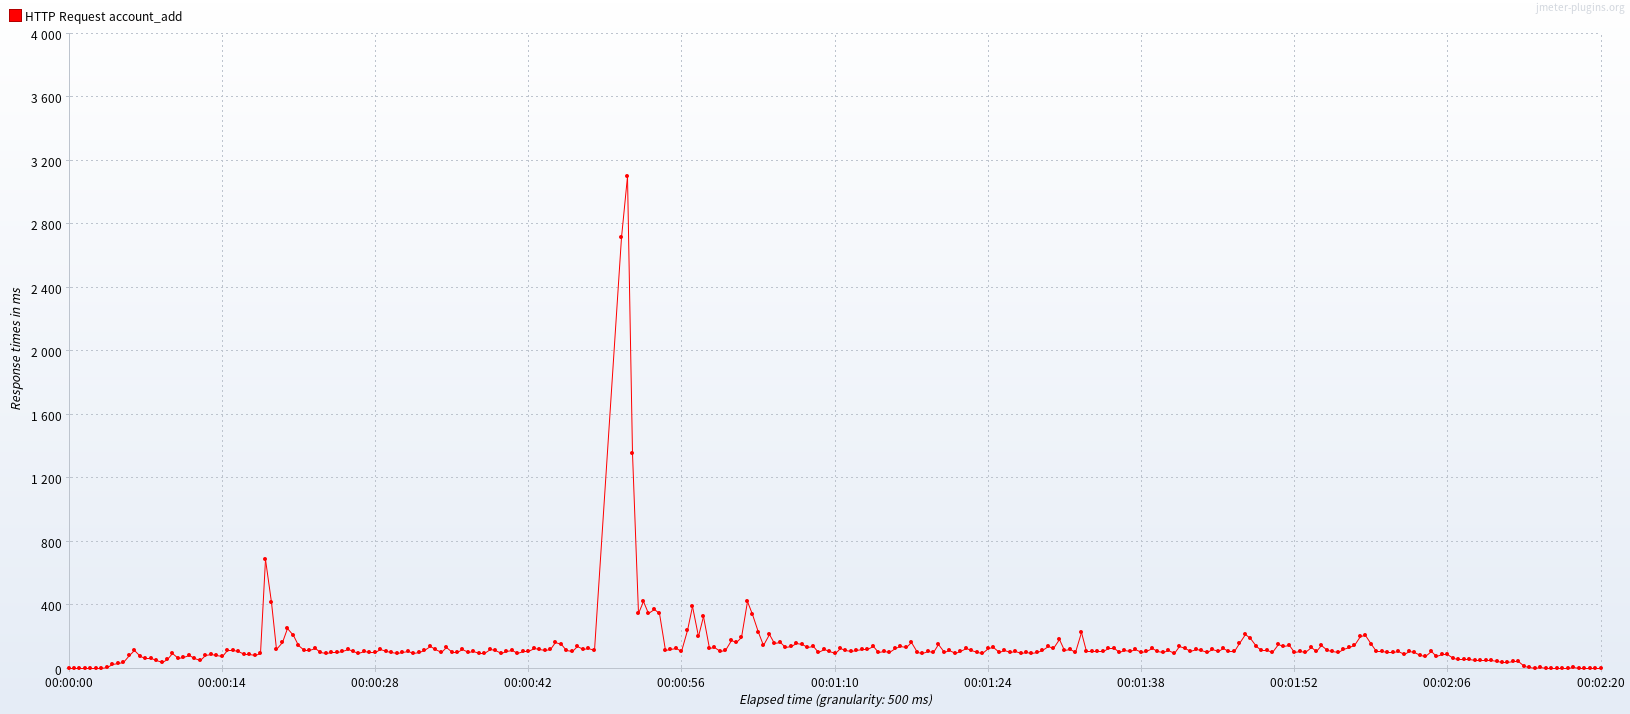 HTTP Request account_add
jmeter-plugins.org
4 000
3 600
3 200
2 800
2 400
2 000
1 600
1 200
800
400
0
Response times in ms
00:00:00 00:00:14 00:00:28 00:00:42 00:00:56 00:01:10 00:01:24 00:01:38 00:01:52 00:02:06 00:02:20
Elapsed time (granularity: 500 ms)